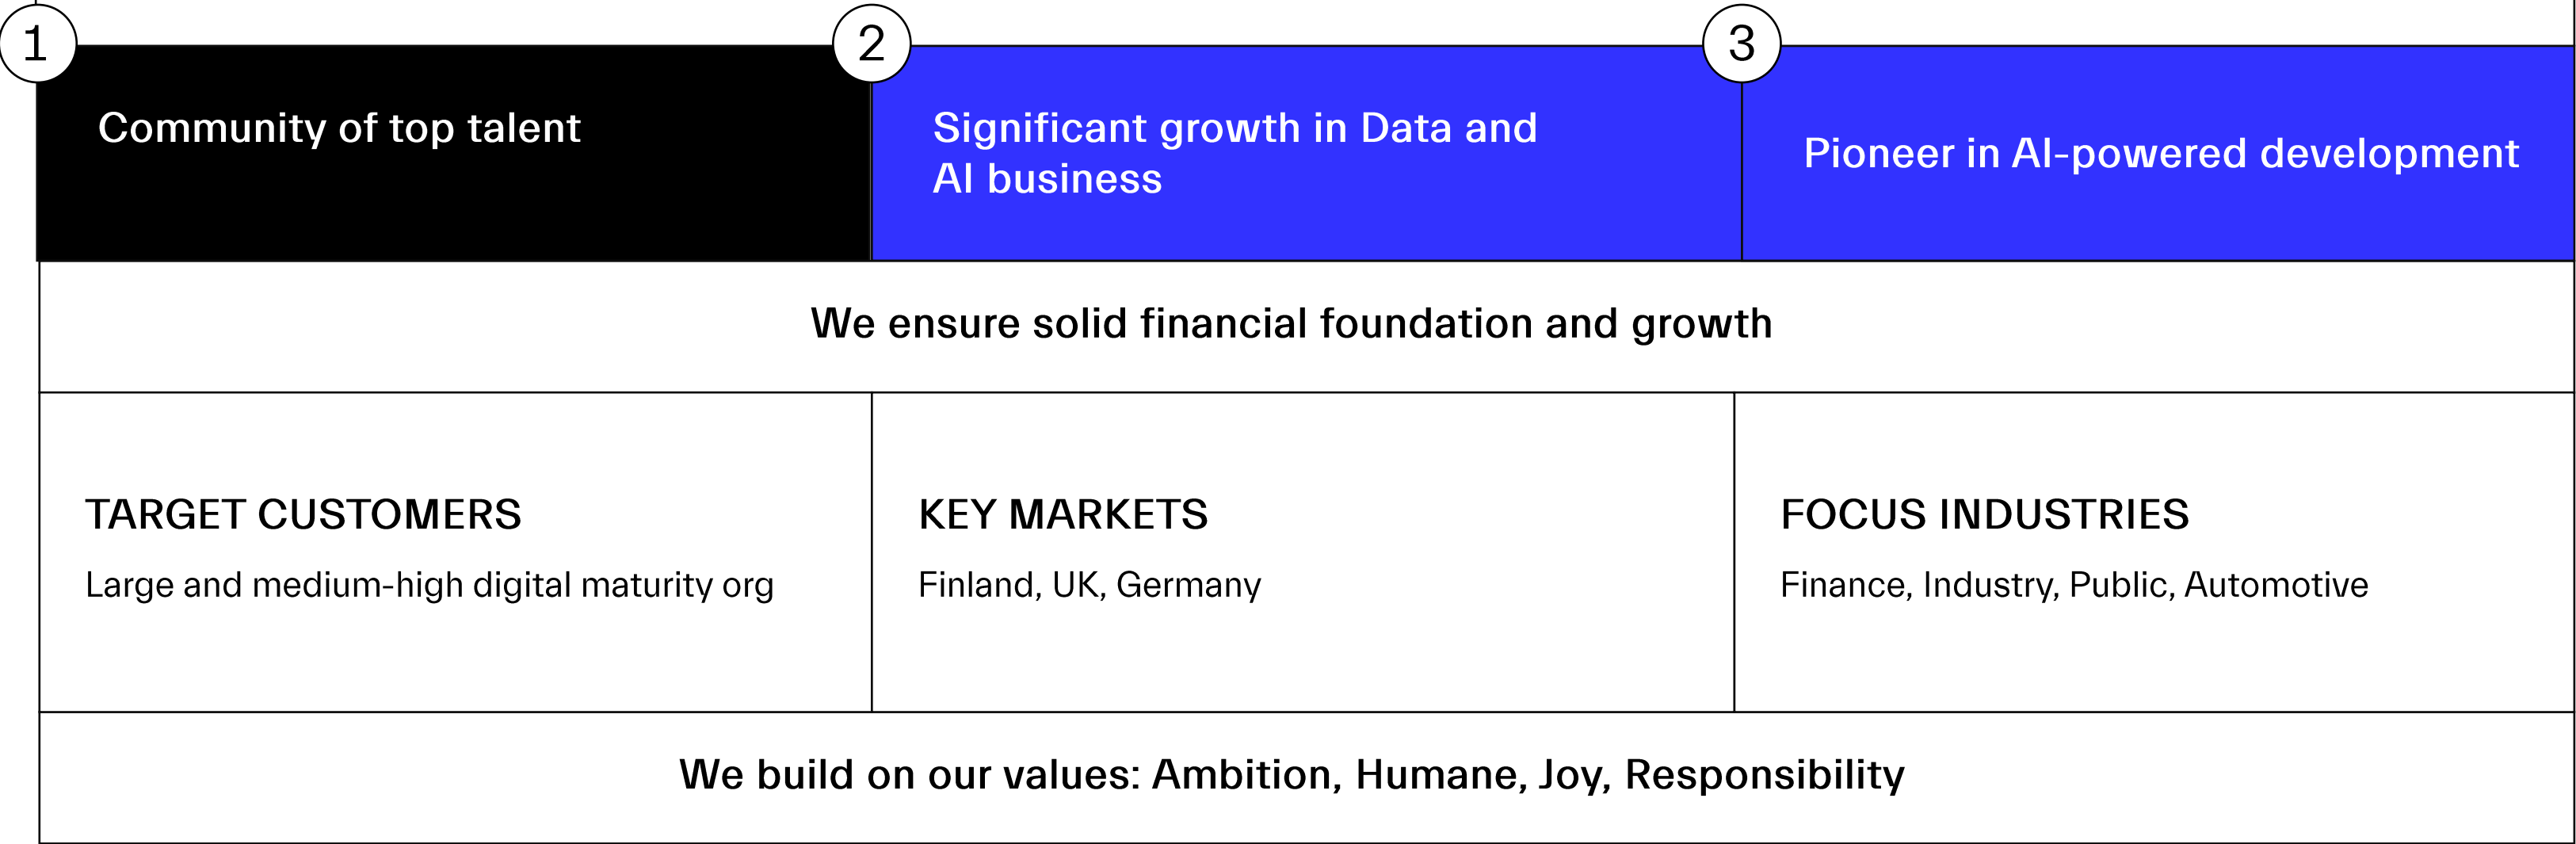 1
Community of top talent
2
Significant growth in Data and
AI business
3
Pioneer in AI-powered development
We ensure solid financial foundation and growth
TARGET CUSTOMERS
Large and medium-high digital maturity org
KEY MARKETS
Finland, UK, Germany
FOCUS INDUSTRIES
Finance, Industry, Public, Automotive
We build on our values: Ambition, Humane, Joy, Responsibility